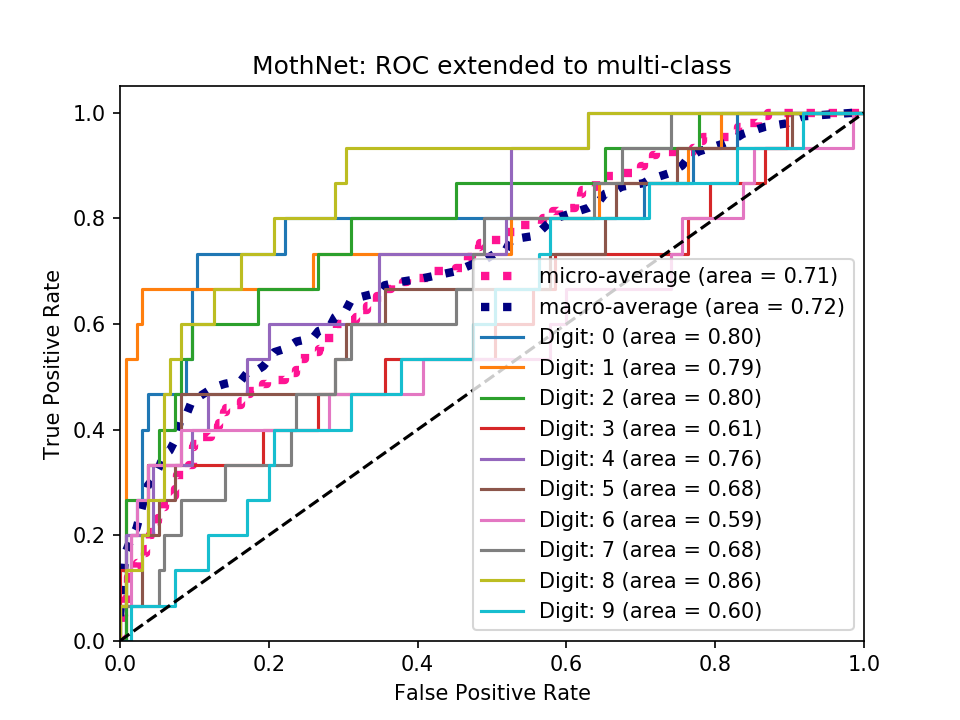 MothNet: ROC extended to multi-class
True Positive Rate
1.0
0.8
0.6
0.4
0.2
0.0
micro-average (area = 0.71)
macro-average (area = 0.72)
Digit: 0 (area = 0.80)
Digit: 1 (area = 0.79)
Digit: 2 (area = 0.80)
Digit: 3 (area = 0.61)
Digit: 4 (area = 0.76)
Digit: 5 (area = 0.68)
Digit: 6 (area = 0.59)
Digit: 7 (area = 0.68)
Digit: 8 (area = 0.86)
Digit: 9 (area = 0.60)
0.0 0.2 0.4 0.6 0.8 1.0
False Positive Rate